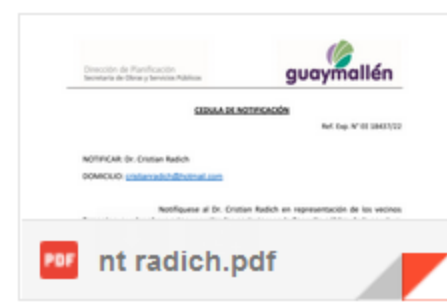 Dirección de Planificación
Secretaría de Obras y Servicios Públicos
guaymallén
CEDULA DE NOTIFICACIÓN
Ref. Exp. N° EE 18437/22
NOTIFICAR: Dr. Cristian Radich
DOMICILIO: cristianradich@hotmail.com
Notifíquese al Dr. Cristian Radich en representación de los vecinos
PDF
nt radich.pdf